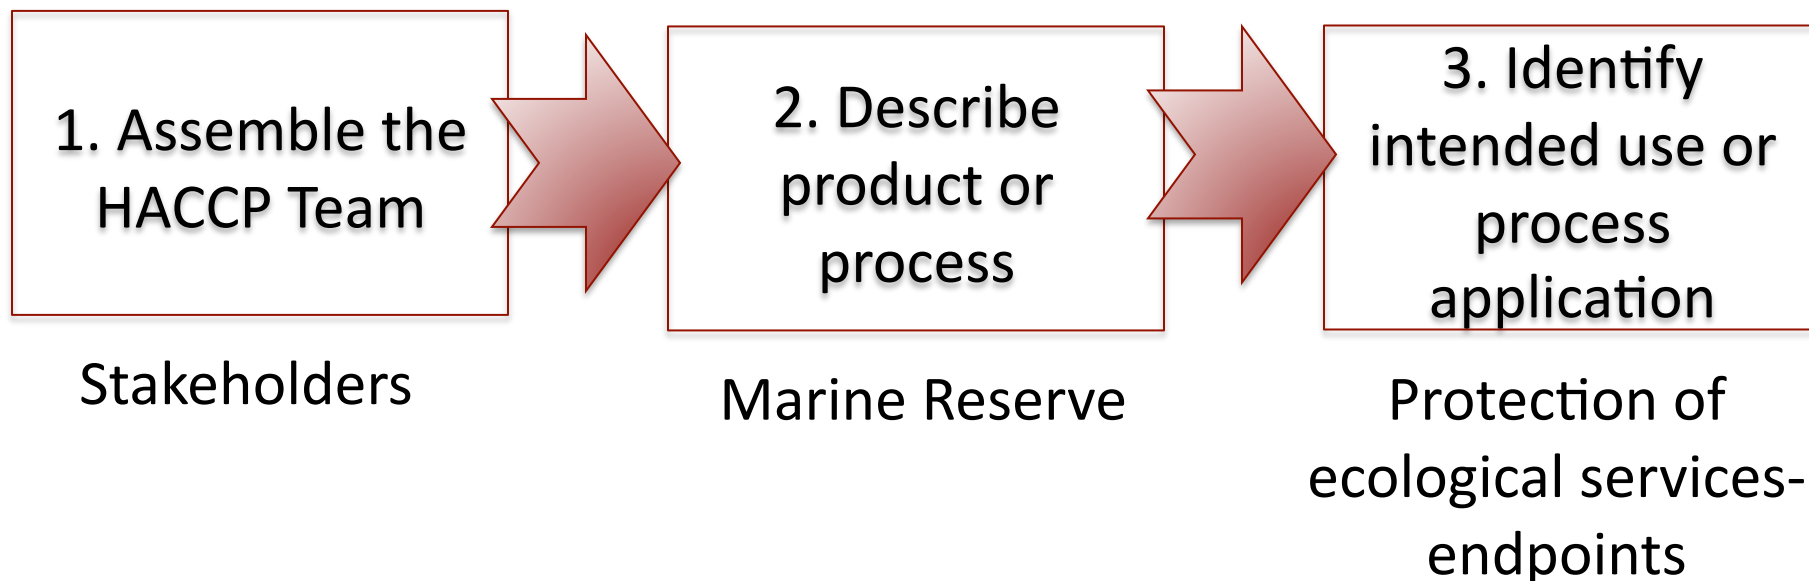 1. Assemble the
HACCP Team
Stakeholders
2. Describe
product or
process
Marine Reserve
3. Identify
intended use or
process
application
Protection of
ecological services-
endpoints